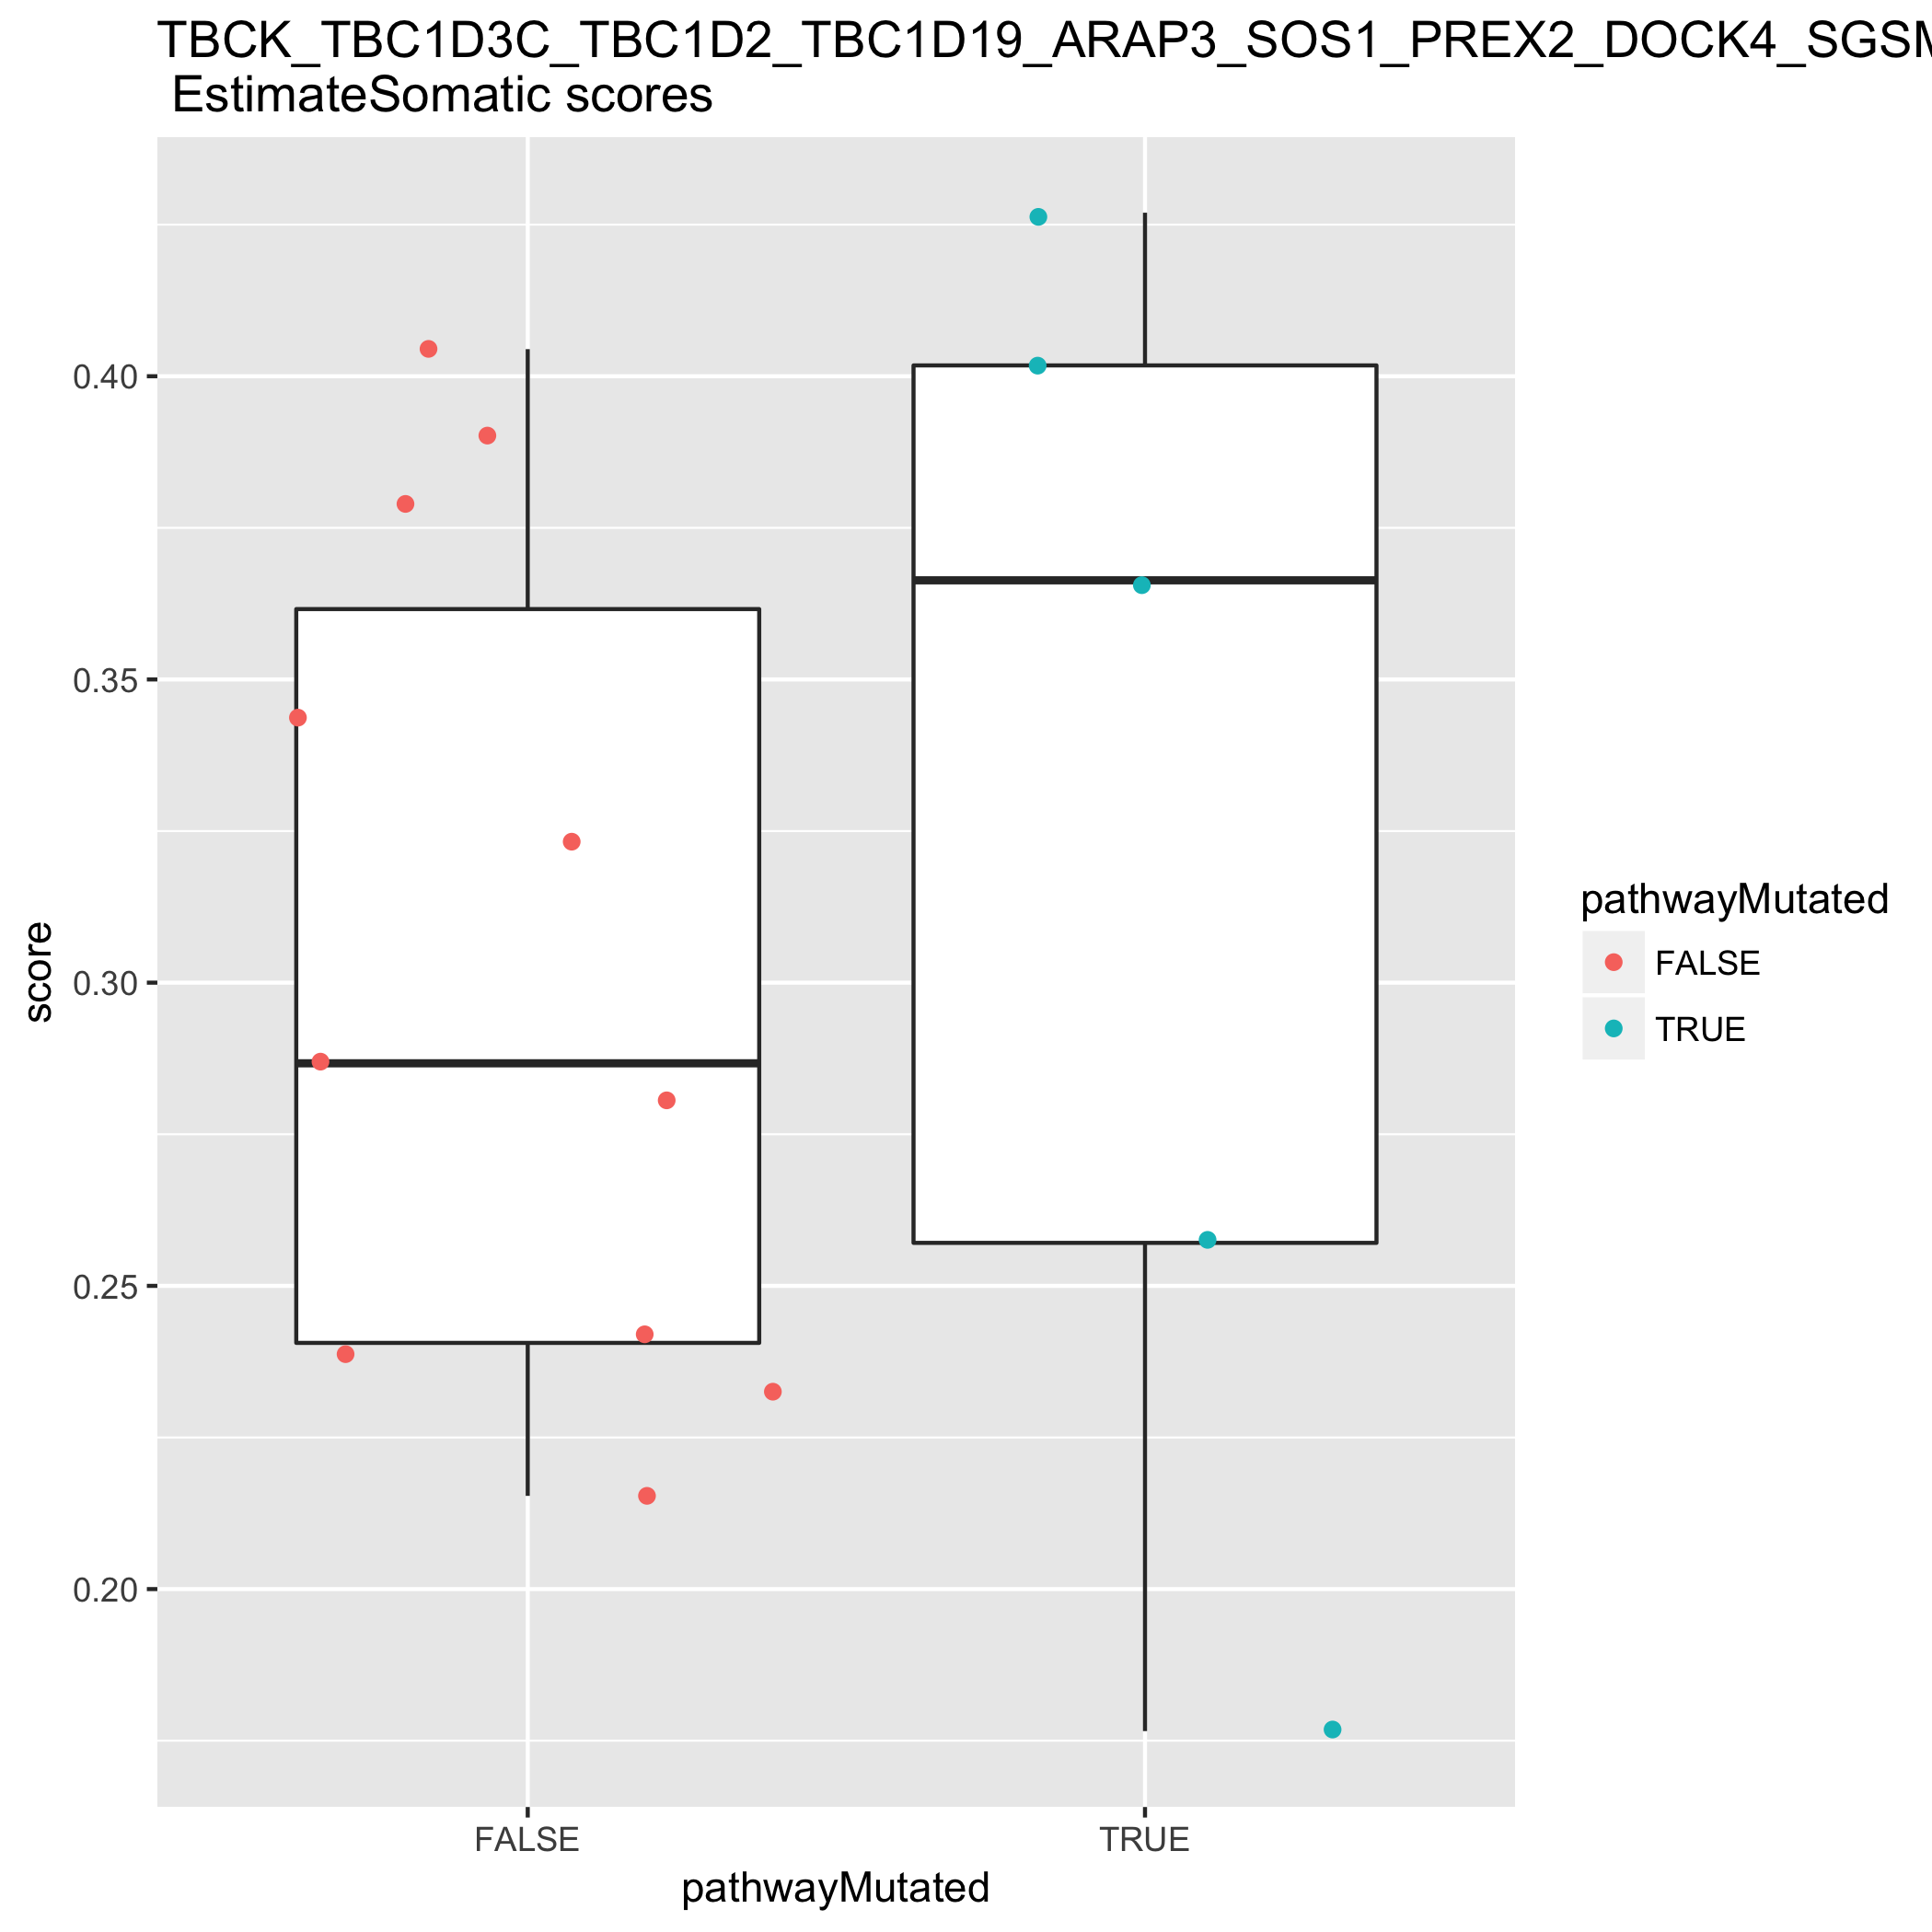 TBCK_TBC1D3C_TBC1D2_TBC1D19_ARAP3_SOS1_PREX2_DOCK4_SGSM
EstimateSomatic scores
0.40
0.35
0.30
0.25
0.20
score
FALSE
TRUE
pathwayMutated
pathwayMutated
FALSE
TRUE